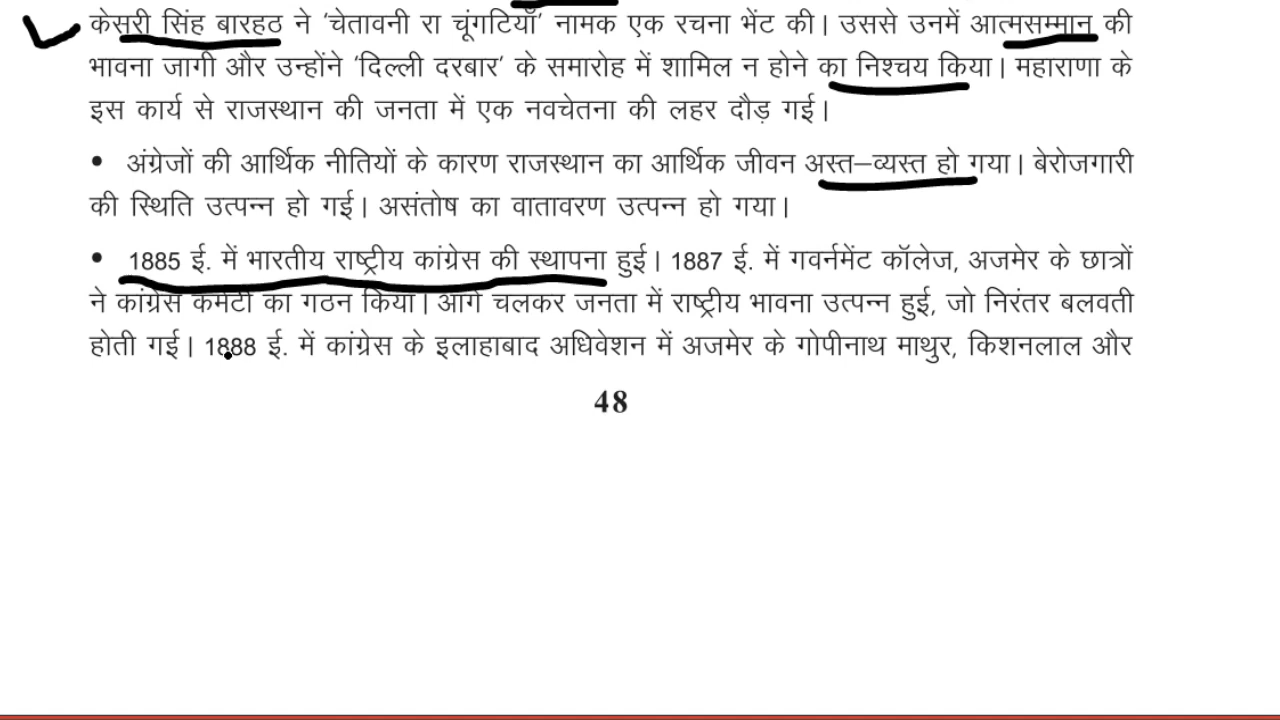 केसरी सिंह बारहठ ने 'चेतावनी रा चूंगटियाँ' नामक एक रचना भेंट की। उससे उनमें आत्मसम्मान की
भावना जागी और उन्होंने 'दिल्ली दरबार' के समारोह में शामिल न होने का निश्चय किया। महाराणा के
इस कार्य से राजस्थान की जनता में एक नवचेतना की लहर दौड़ गई।
• अंग्रेजों की आर्थिक नीतियों के कारण राजस्थान का आर्थिक जीवन अस्त–व्यस्त हो गया। बेरोजगारी
की स्थिति उत्पन्न हो गई। असंतोष का वातावरण उत्पन्न हो गया।
• 1885 ई. में भारतीय राष्ट्रीय कांग्रेस की स्थापना हुई। 1887 ई. में गवर्नमेंट कॉलेज, अजमेर के छात्रों
ने कांग्रेस कमेटी का गठन किया। आगे चलकर जनता में राष्ट्रीय भावना उत्पन्न हुई, जो निरंतर बलवती
होती गई। 1888 ई. में कांग्रेस के इलाहाबाद अधिवेशन में अजमेर के गोपीनाथ माथुर, किशनलाल और
48